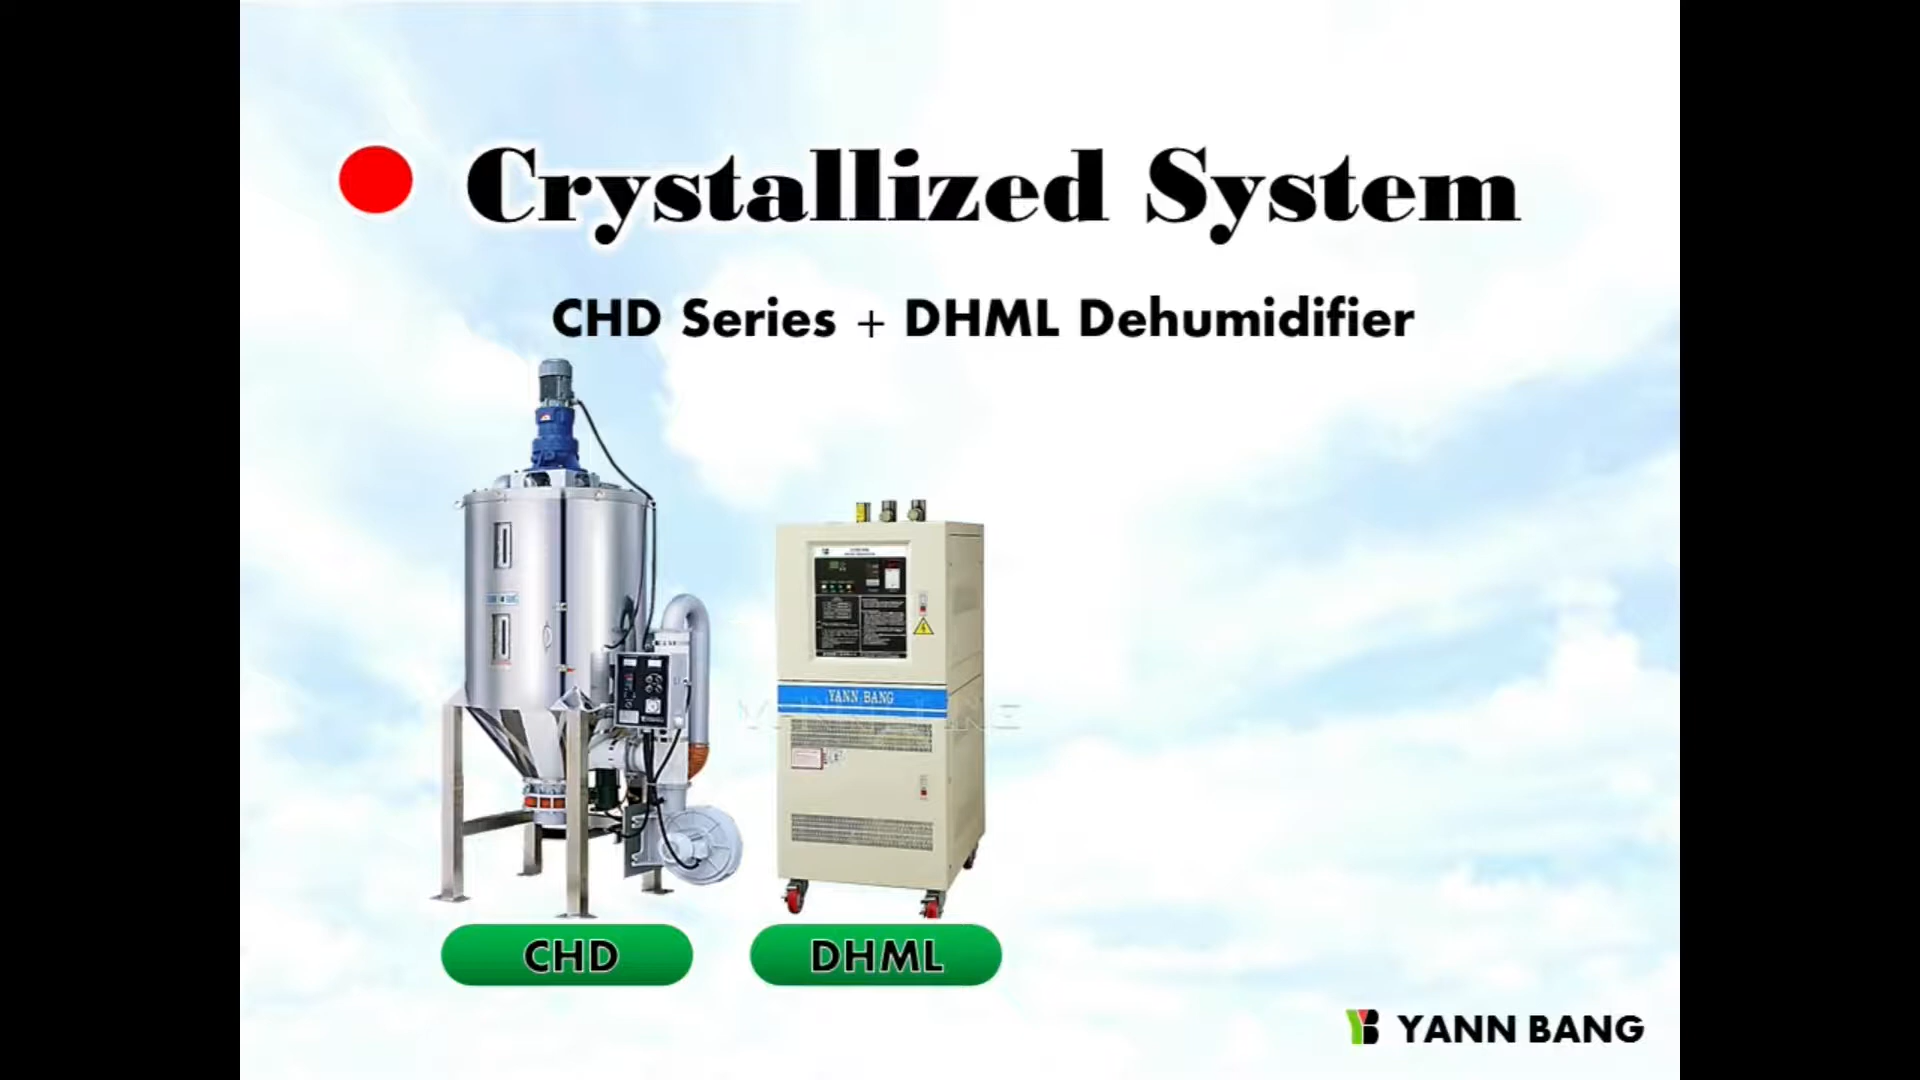 Crystallized System
CHD Series + DHML Dehumidifier
YANN BANG
CHD
DHML
YANN BANG